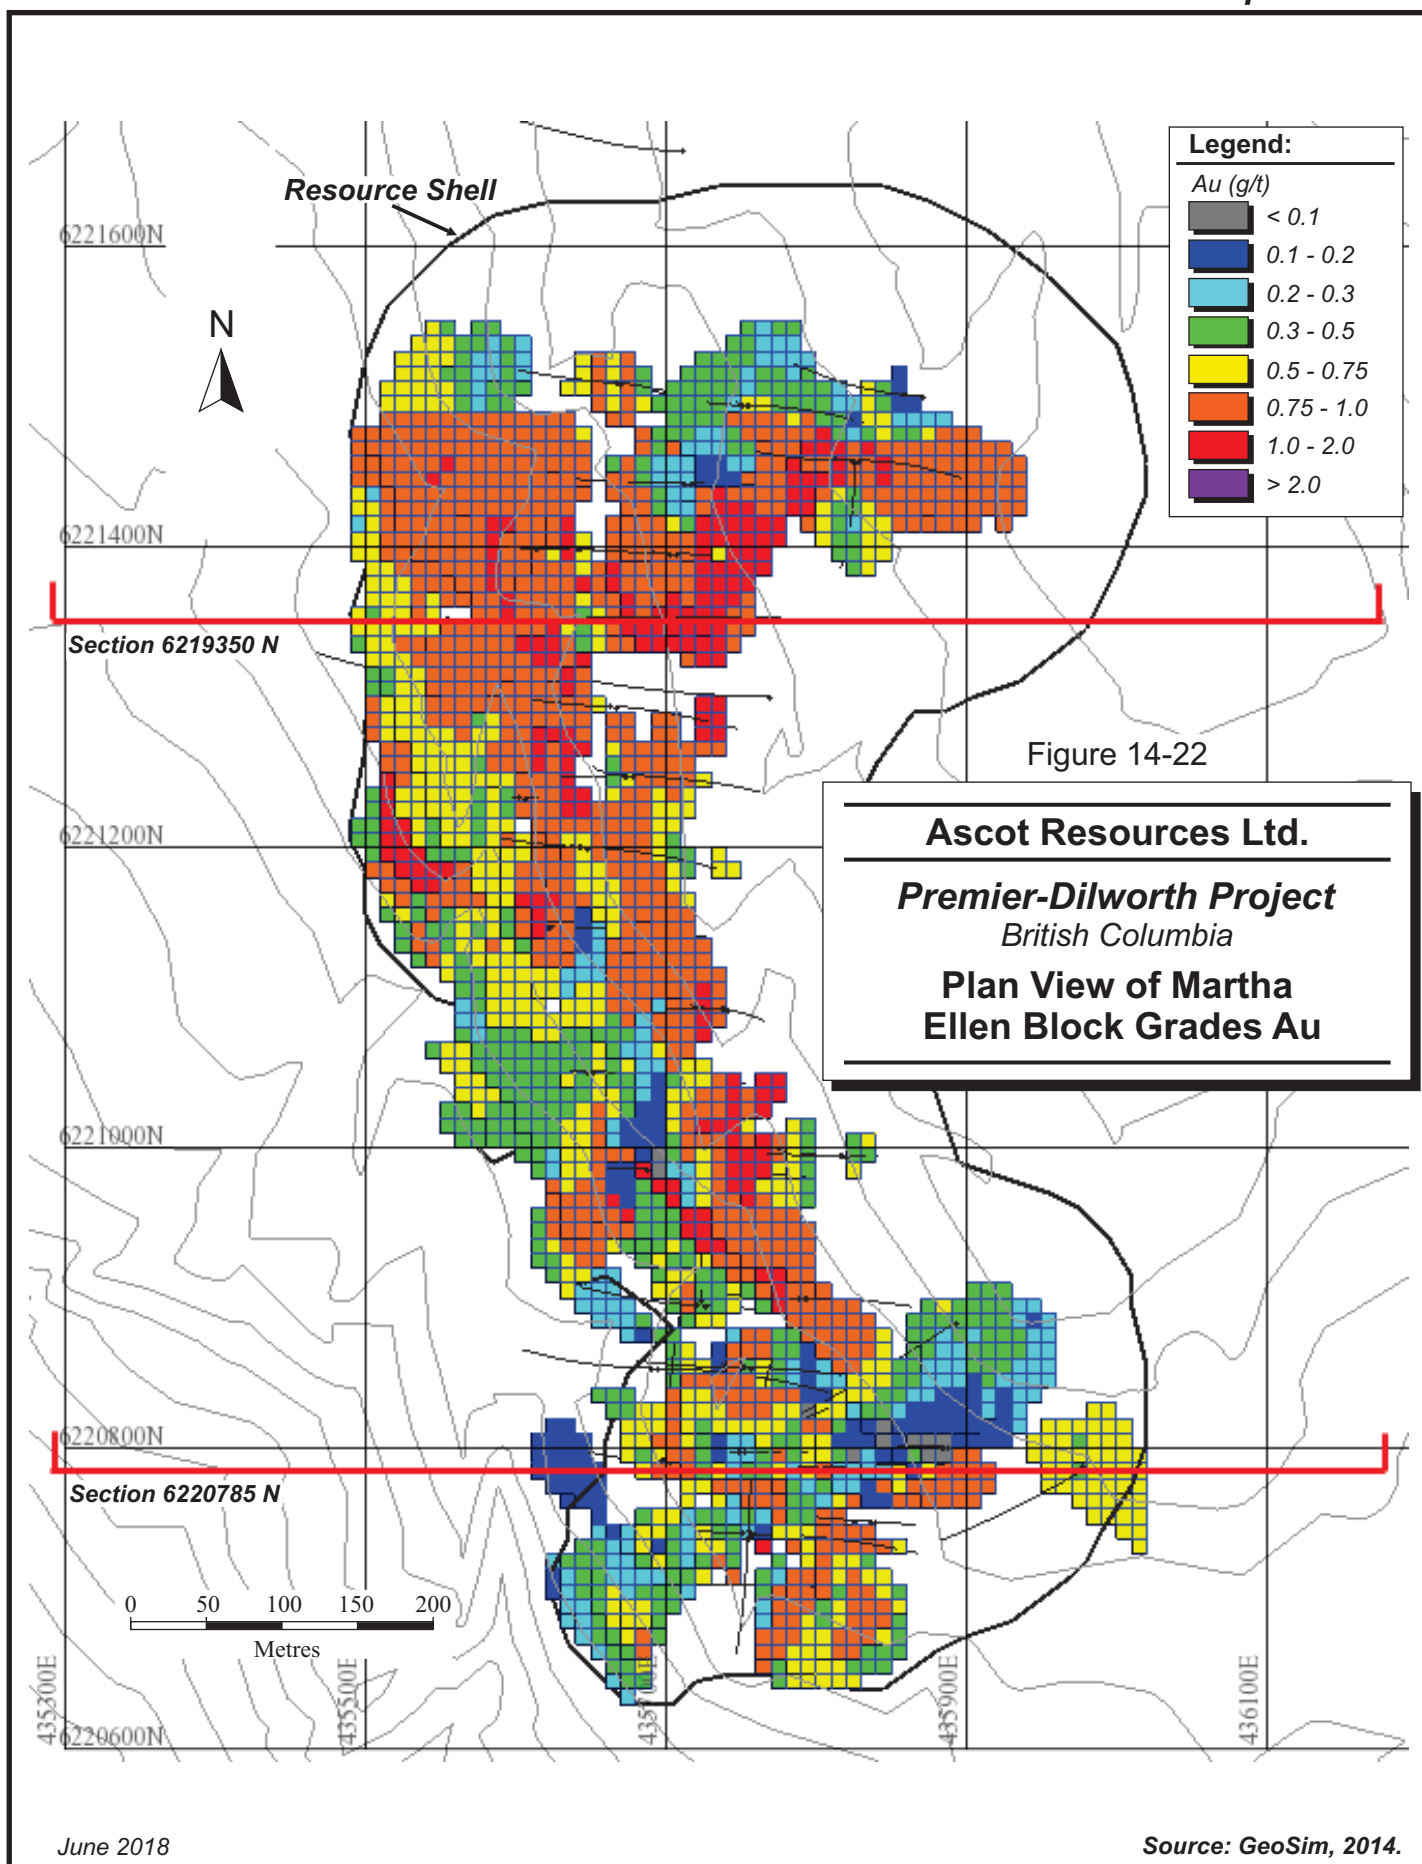 Legend:
Au (g/t)
< 0.1
0.1 - 0.2
0.2 - 0.3
0.3 - 0.5
0.5 - 0.75
0.75 - 1.0
1.0 - 2.0
> 2.0
Resource Shell
6221600N
N
6221400N
Section 6219350 N
Figure 14-22
6221200N
Ascot Resources Ltd.
Premier-Dilworth Project
British Columbia
Plan View of Martha
Ellen Block Grades Au
6221000N
6220800N
Section 6220785 N
0 50 100 150 200
Metres
435300E
435500E
435700E
435900E
436100E
6220600N
June 2018
Source: GeoSim, 2014.